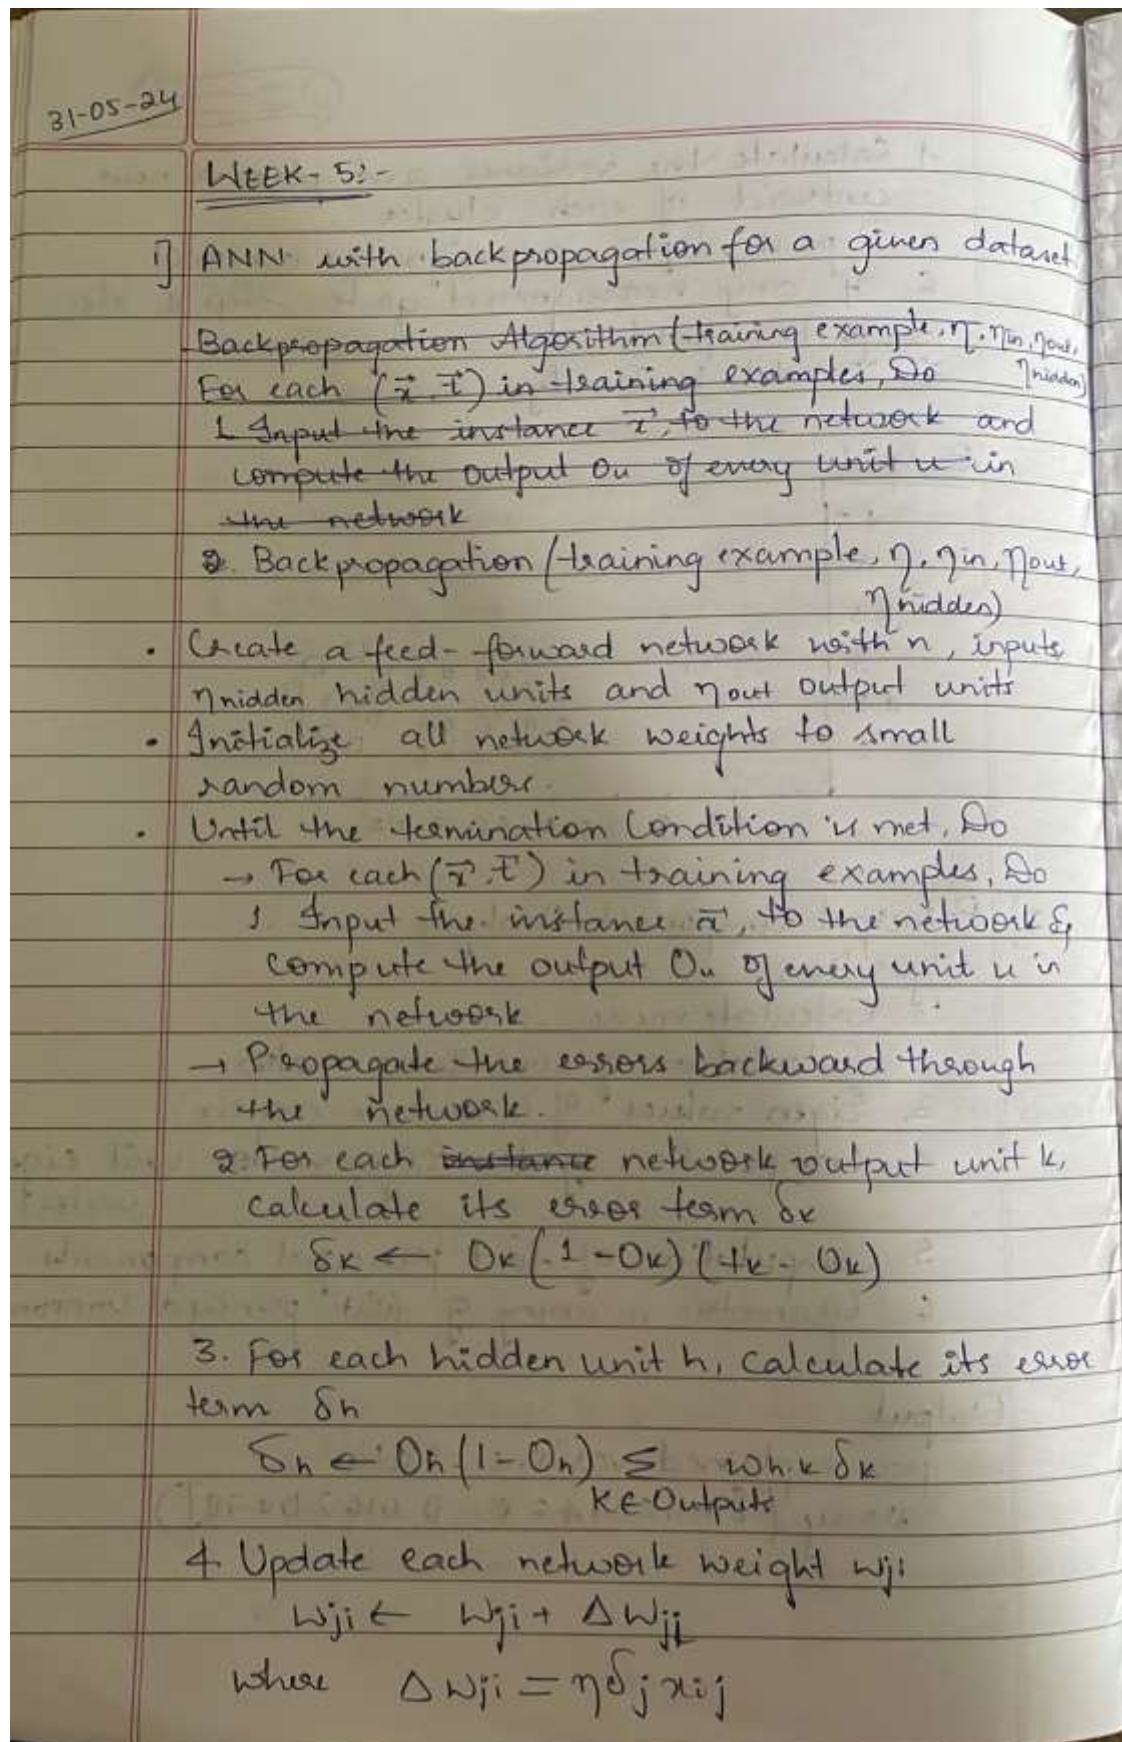 31-05-24
WEEK-5:-
1] ANN with backpropagation for a given dataset
Backpropagation Algorithm (training example, η, ηin, ηout,
ηhidden)
For each (x⃗, t⃗) in training examples, Do
1. Input the instance x⃗, to the network and
compute the output Ou of every unit u in
the network
2. Backpropagation (training example, η, ηin, ηout,
ηhidden)
• Create a feed-forward network with n, inputs
ηhidden hidden units and ηout output units
• Initialize all network weights to small
random numbers.
• Until the termination condition is met, Do
→ For each (x⃗, t⃗) in training examples, Do
1 Input the instance x⃗, to the network &
compute the output Ou of every unit u in
the network
→ Propagate the errors backward through
the network.
2 For each instance network output unit k,
calculate its error term δk
δk ← Ok (1 - Ok) (tk - Ok)
3. For each hidden unit h, calculate its error
term δh
δh ← Oh (1 - Oh) Σ wh.k δk
K∈Outputs
4. Update each network weight wji
wji ← wji + Δwji
where Δwji = ηδj xij